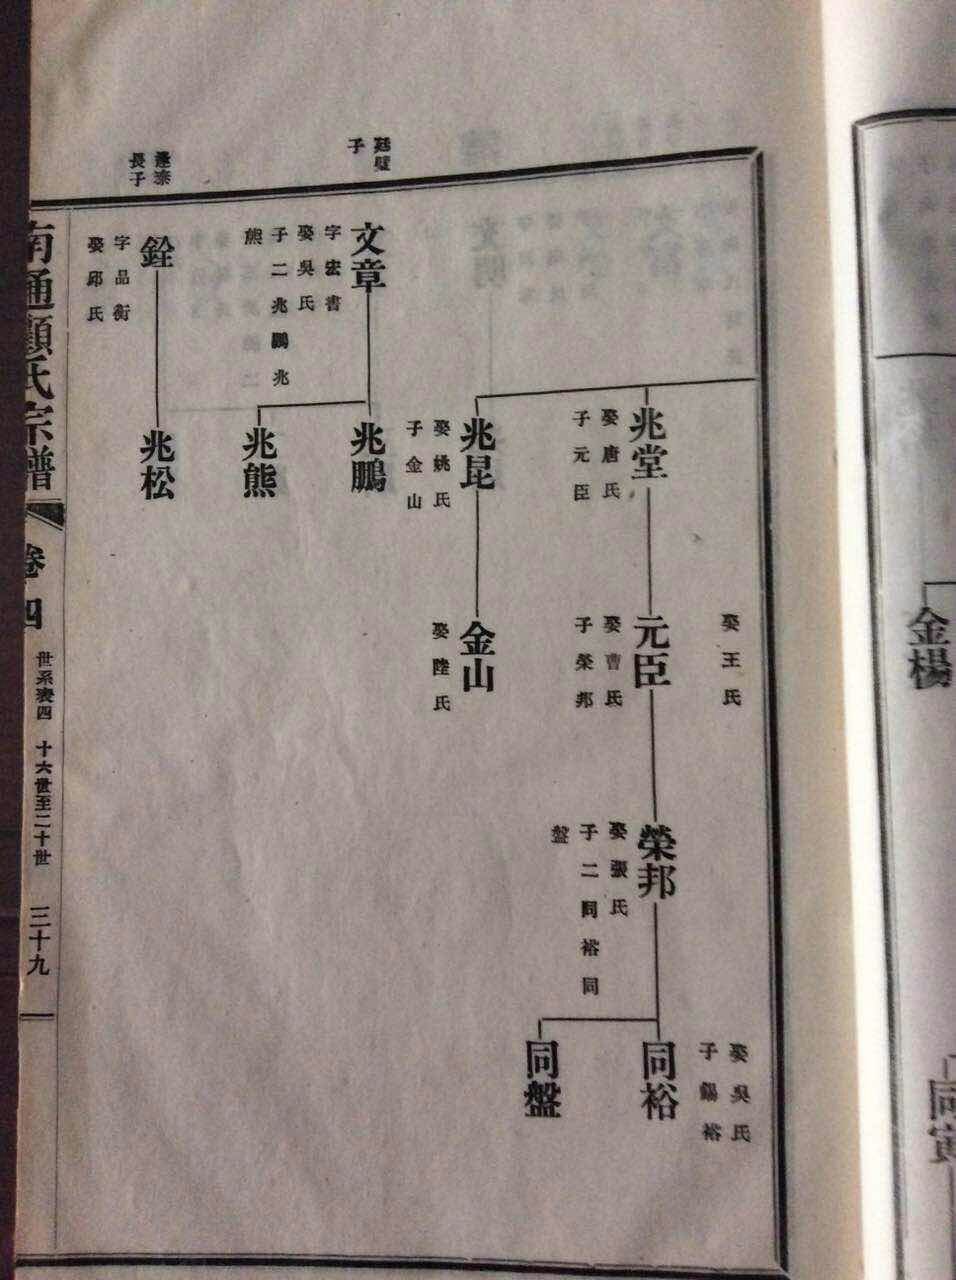 娶王氏
娶吳氏
子錫裕
兆堂
娶唐氏
子元臣
元臣
娶曹氏
子榮邦
榮邦
娶張氏
子二同裕同
盤
同裕
同盤
兆昆
娶姚氏
子金山
金山
娶陸氏
廷璧
子
文章
字宏書
娶吳氏
子二兆鵬兆
熊
兆鵬
兆熊
長子
銓
字品衡
娶邱氏
兆松
南通顧氏宗譜
卷四
世系表四 十六世至二十世
三十九
金楊
同寅